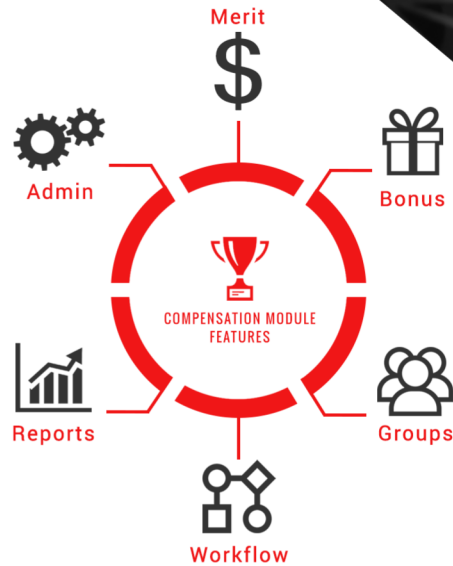 Merit
$
Admin
Bonus
COMPENSATION MODULE
FEATURES
Reports
Groups
Workflow